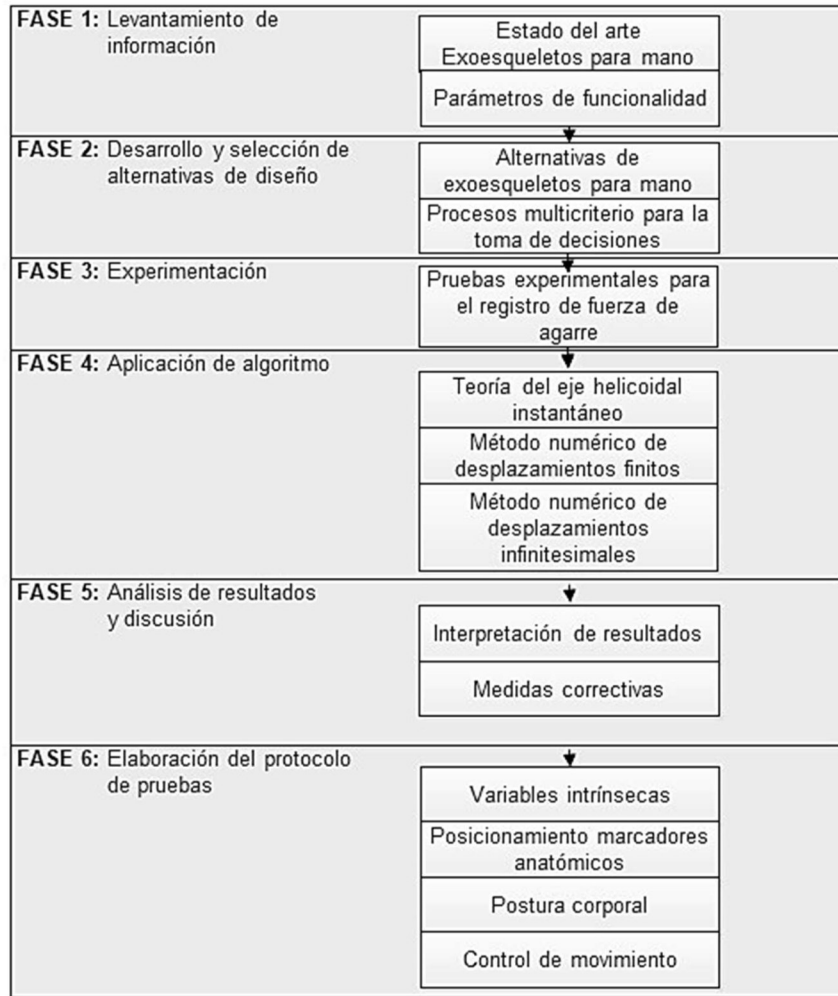 FASE 1: Levantamiento de
información
Estado del arte
Exoesqueletos para mano
Parámetros de funcionalidad
FASE 2: Desarrollo y selección de
alternativas de diseño
Alternativas de
exoesqueletos para mano
Procesos multicriterio para la
toma de decisiones
FASE 3: Experimentación
Pruebas experimentales para
el registro de fuerza de
agarre
FASE 4: Aplicación de algoritmo
Teoría del eje helicoidal
instantáneo
Método numérico de
desplazamientos finitos
Método numérico de
desplazamientos
infinitesimales
FASE 5: Análisis de resultados
y discusión
Interpretación de resultados
Medidas correctivas
FASE 6: Elaboración del protocolo
de pruebas
Variables intrínsecas
Posicionamiento marcadores
anatómicos
Postura corporal
Control de movimiento